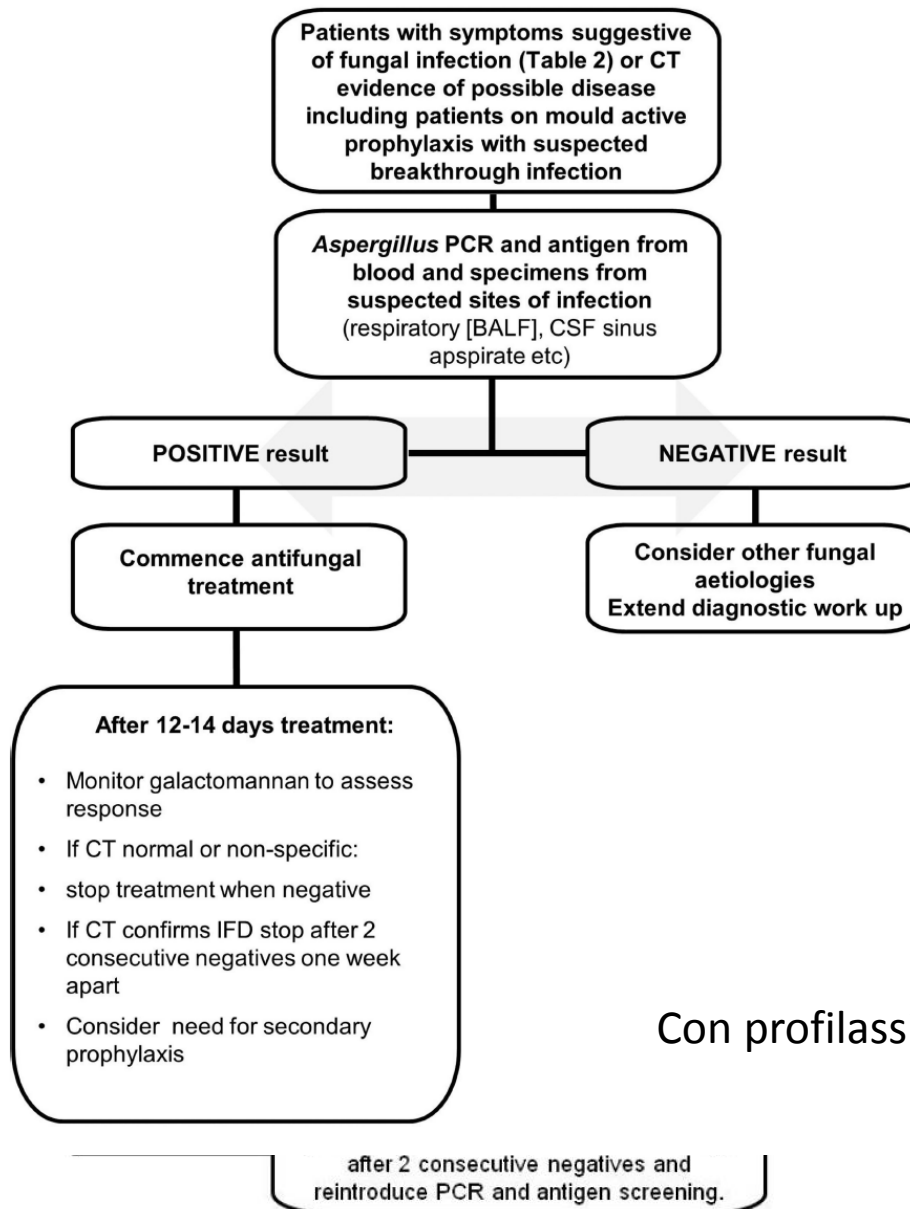 Patients with symptoms suggestive
of fungal infection (Table 2) or CT
evidence of possible disease
including patients on mould active
prophylaxis with suspected
breakthrough infection
Aspergillus PCR and antigen from
blood and specimens from
suspected sites of infection
(respiratory [BALF], CSF sinus
apspirate etc)
POSITIVE result
NEGATIVE result
Commence antifungal
treatment
Consider other fungal
aetiologies
Extend diagnostic work up
After 12-14 days treatment:
• Monitor galactomannan to assess
response
• If CT normal or non-specific:
• stop treatment when negative
• If CT confirms IFD stop after 2
consecutive negatives one week
apart
• Consider need for secondary
prophylaxis
Con profilass
after 2 consecutive negatives and
reintroduce PCR and antigen screening.